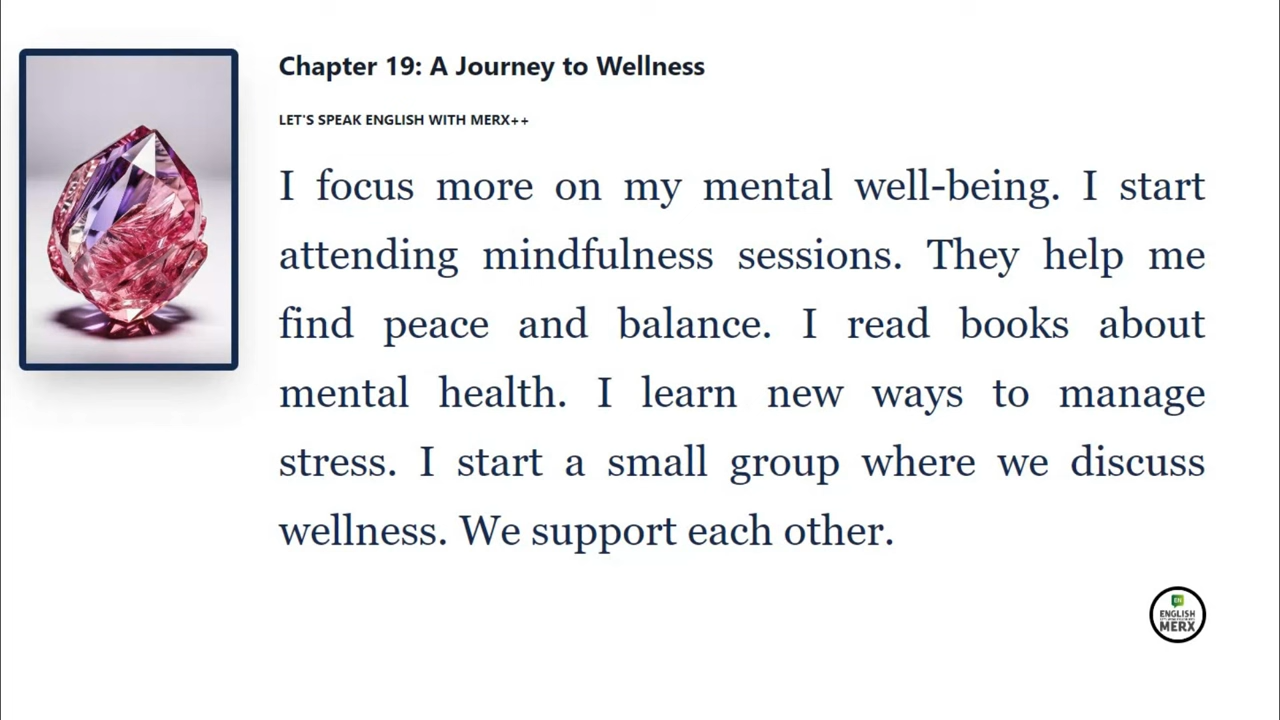 Chapter 19: A Journey to Wellness
LET'S SPEAK ENGLISH WITH MERX++
I focus more on my mental well-being. I start
attending mindfulness sessions. They help me
find peace and balance. I read books about
mental health. I learn new ways to manage
stress. I start a small group where we discuss
wellness. We support each other.
EN
ENGLISH
MERX